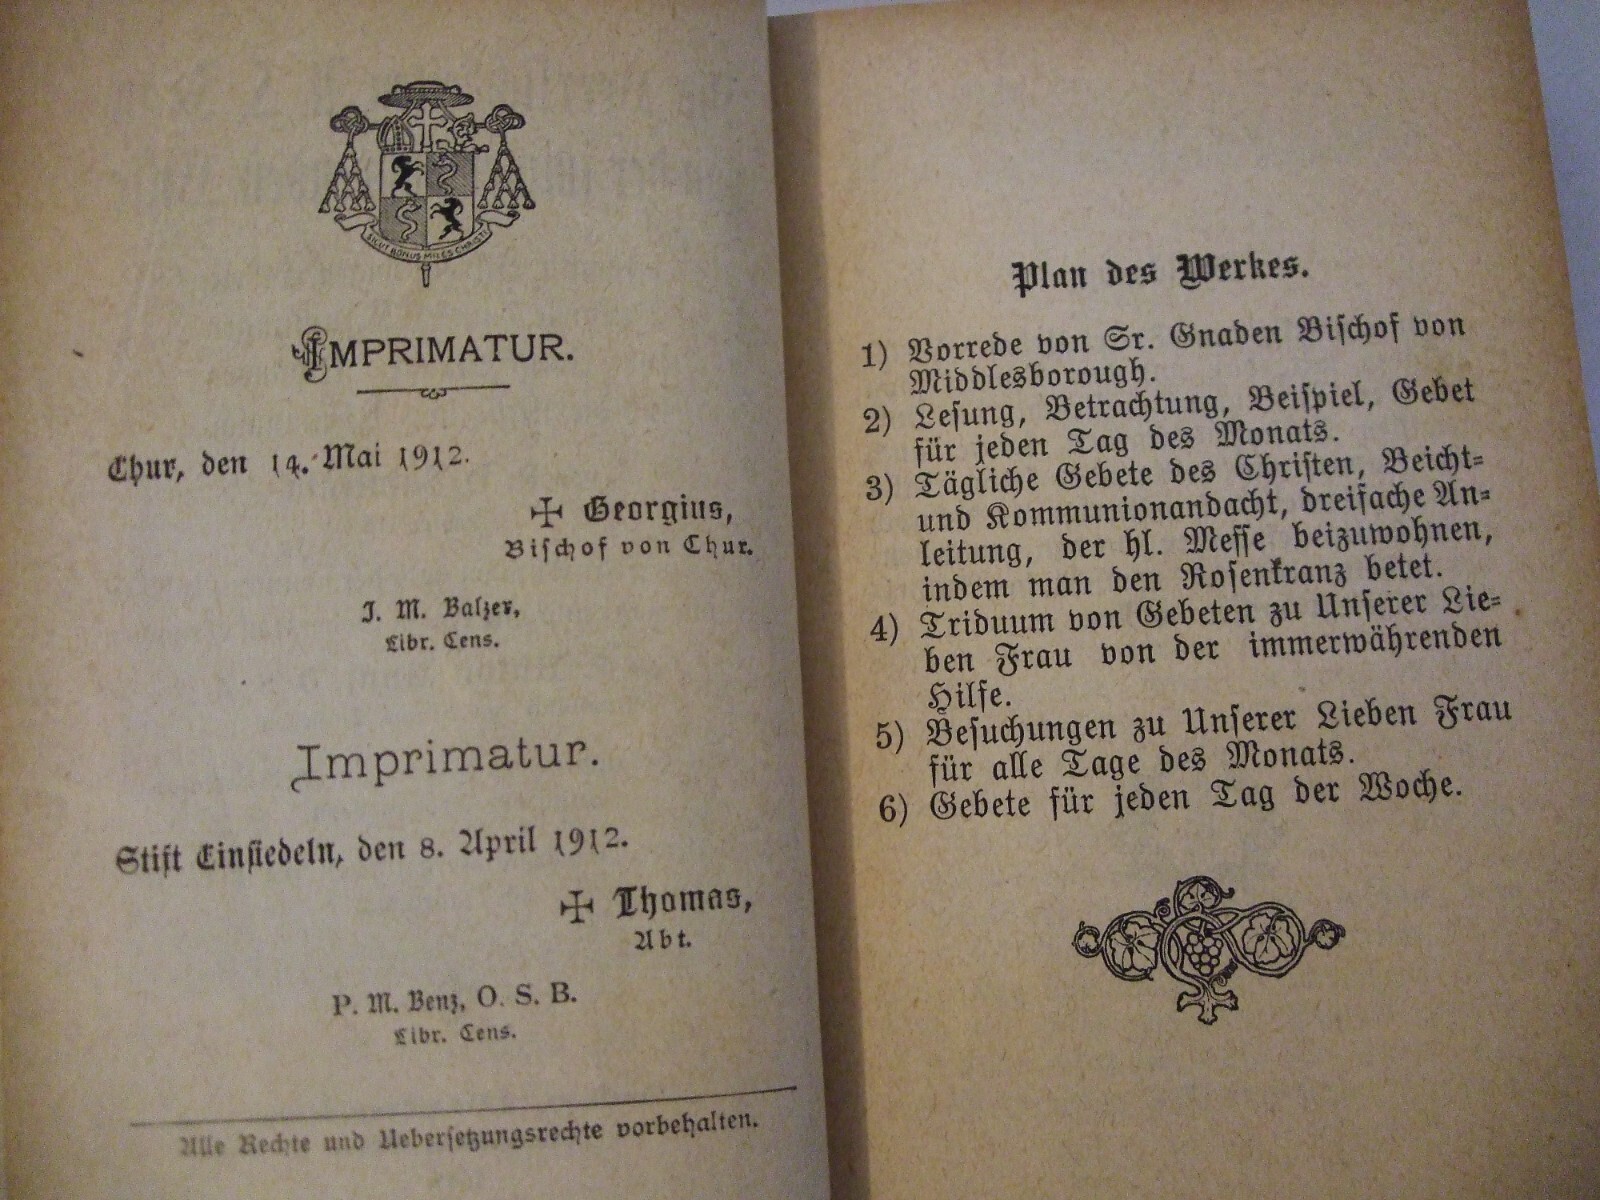 SICUT BONUS MILES CHRISTI
IMPRIMATUR.
Chur, den 14. Mai 1912.
✠ Georgius,
Bischof von Chur.
J. M. Balzer,
Libr. Cens.
Imprimatur.
Stift Einsiedeln, den 8. April 1912.
✠ Thomas,
Abt.
P. M. Benz, O. S. B.
Libr. Cens.
Alle Rechte und Uebersetzungsrechte vorbehalten.
Plan des Werkes.
1) Vorrede von Sr. Gnaden Bischof von
Middlesborough.
2) Lesung, Betrachtung, Beispiel, Gebet
für jeden Tag des Monats.
3) Tägliche Gebete des Christen, Beicht-
und Kommunionandacht, dreifache An-
leitung, der hl. Messe beizuwohnen,
indem man den Rosenkranz betet.
4) Triduum von Gebeten zu Unserer Lie-
ben Frau von der immerwährenden
Hilfe.
5) Besuchungen zu Unserer Lieben Frau
für alle Tage des Monats.
6) Gebete für jeden Tag der Woche.